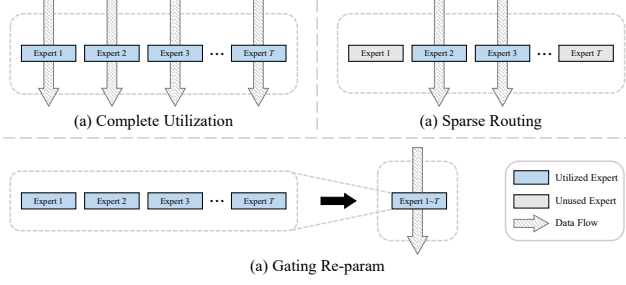 Expert 1 Expert 2 Expert 3 ··· Expert T
(a) Complete Utilization
Expert 1 Expert 2 Expert 3 ··· Expert T
(a) Sparse Routing
Expert 1 Expert 2 Expert 3 ··· Expert T
Expert 1~T
(a) Gating Re-param
Utilized Expert
Unused Expert
Data Flow